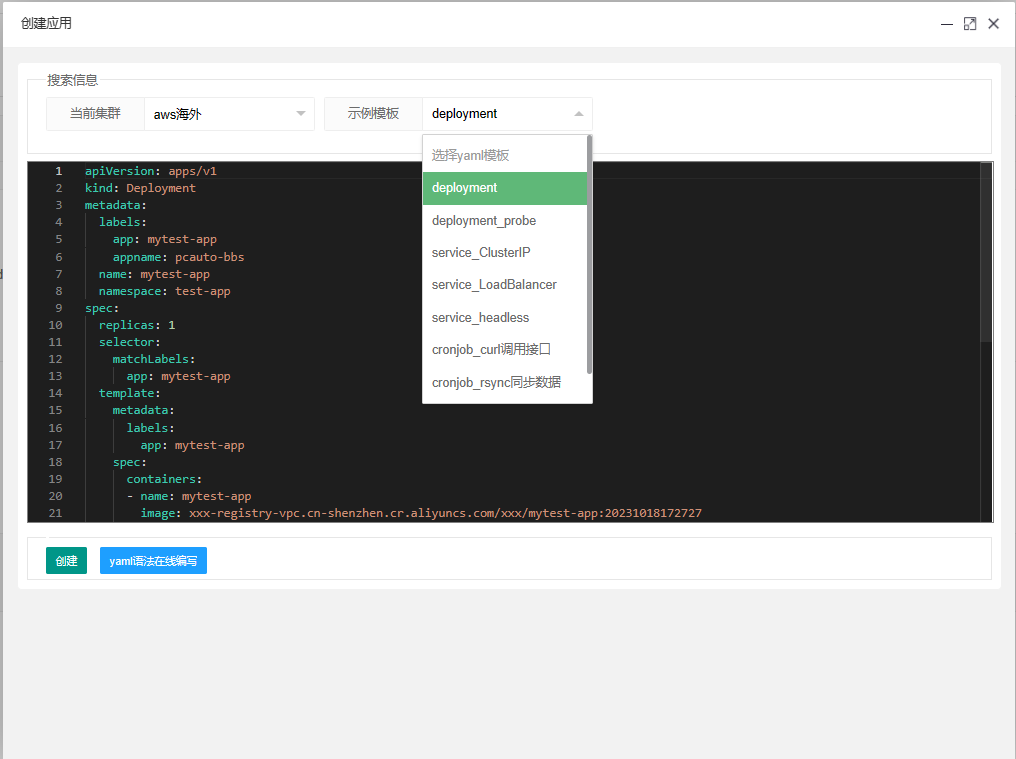 创建应用
搜索信息
当前集群 aws海外 示例模板 deployment
选择yaml模板
deployment
deployment_probe
service_ClusterIP
service_LoadBalancer
service_headless
cronjob_curl调用接口
cronjob_rsync同步数据
1 apiVersion: apps/v1
2 kind: Deployment
3 metadata:
4 labels:
5 app: mytest-app
6 appname: pcauto-bbs
7 name: mytest-app
8 namespace: test-app
9 spec:
10 replicas: 1
11 selector:
12 matchLabels:
13 app: mytest-app
14 template:
15 metadata:
16 labels:
17 app: mytest-app
18 spec:
19 containers:
20 - name: mytest-app
21 image: xxx-registry-vpc.cn-shenzhen.cr.aliyuncs.com/xxx/mytest-app:20231018172727
创建 yaml语法在线编写